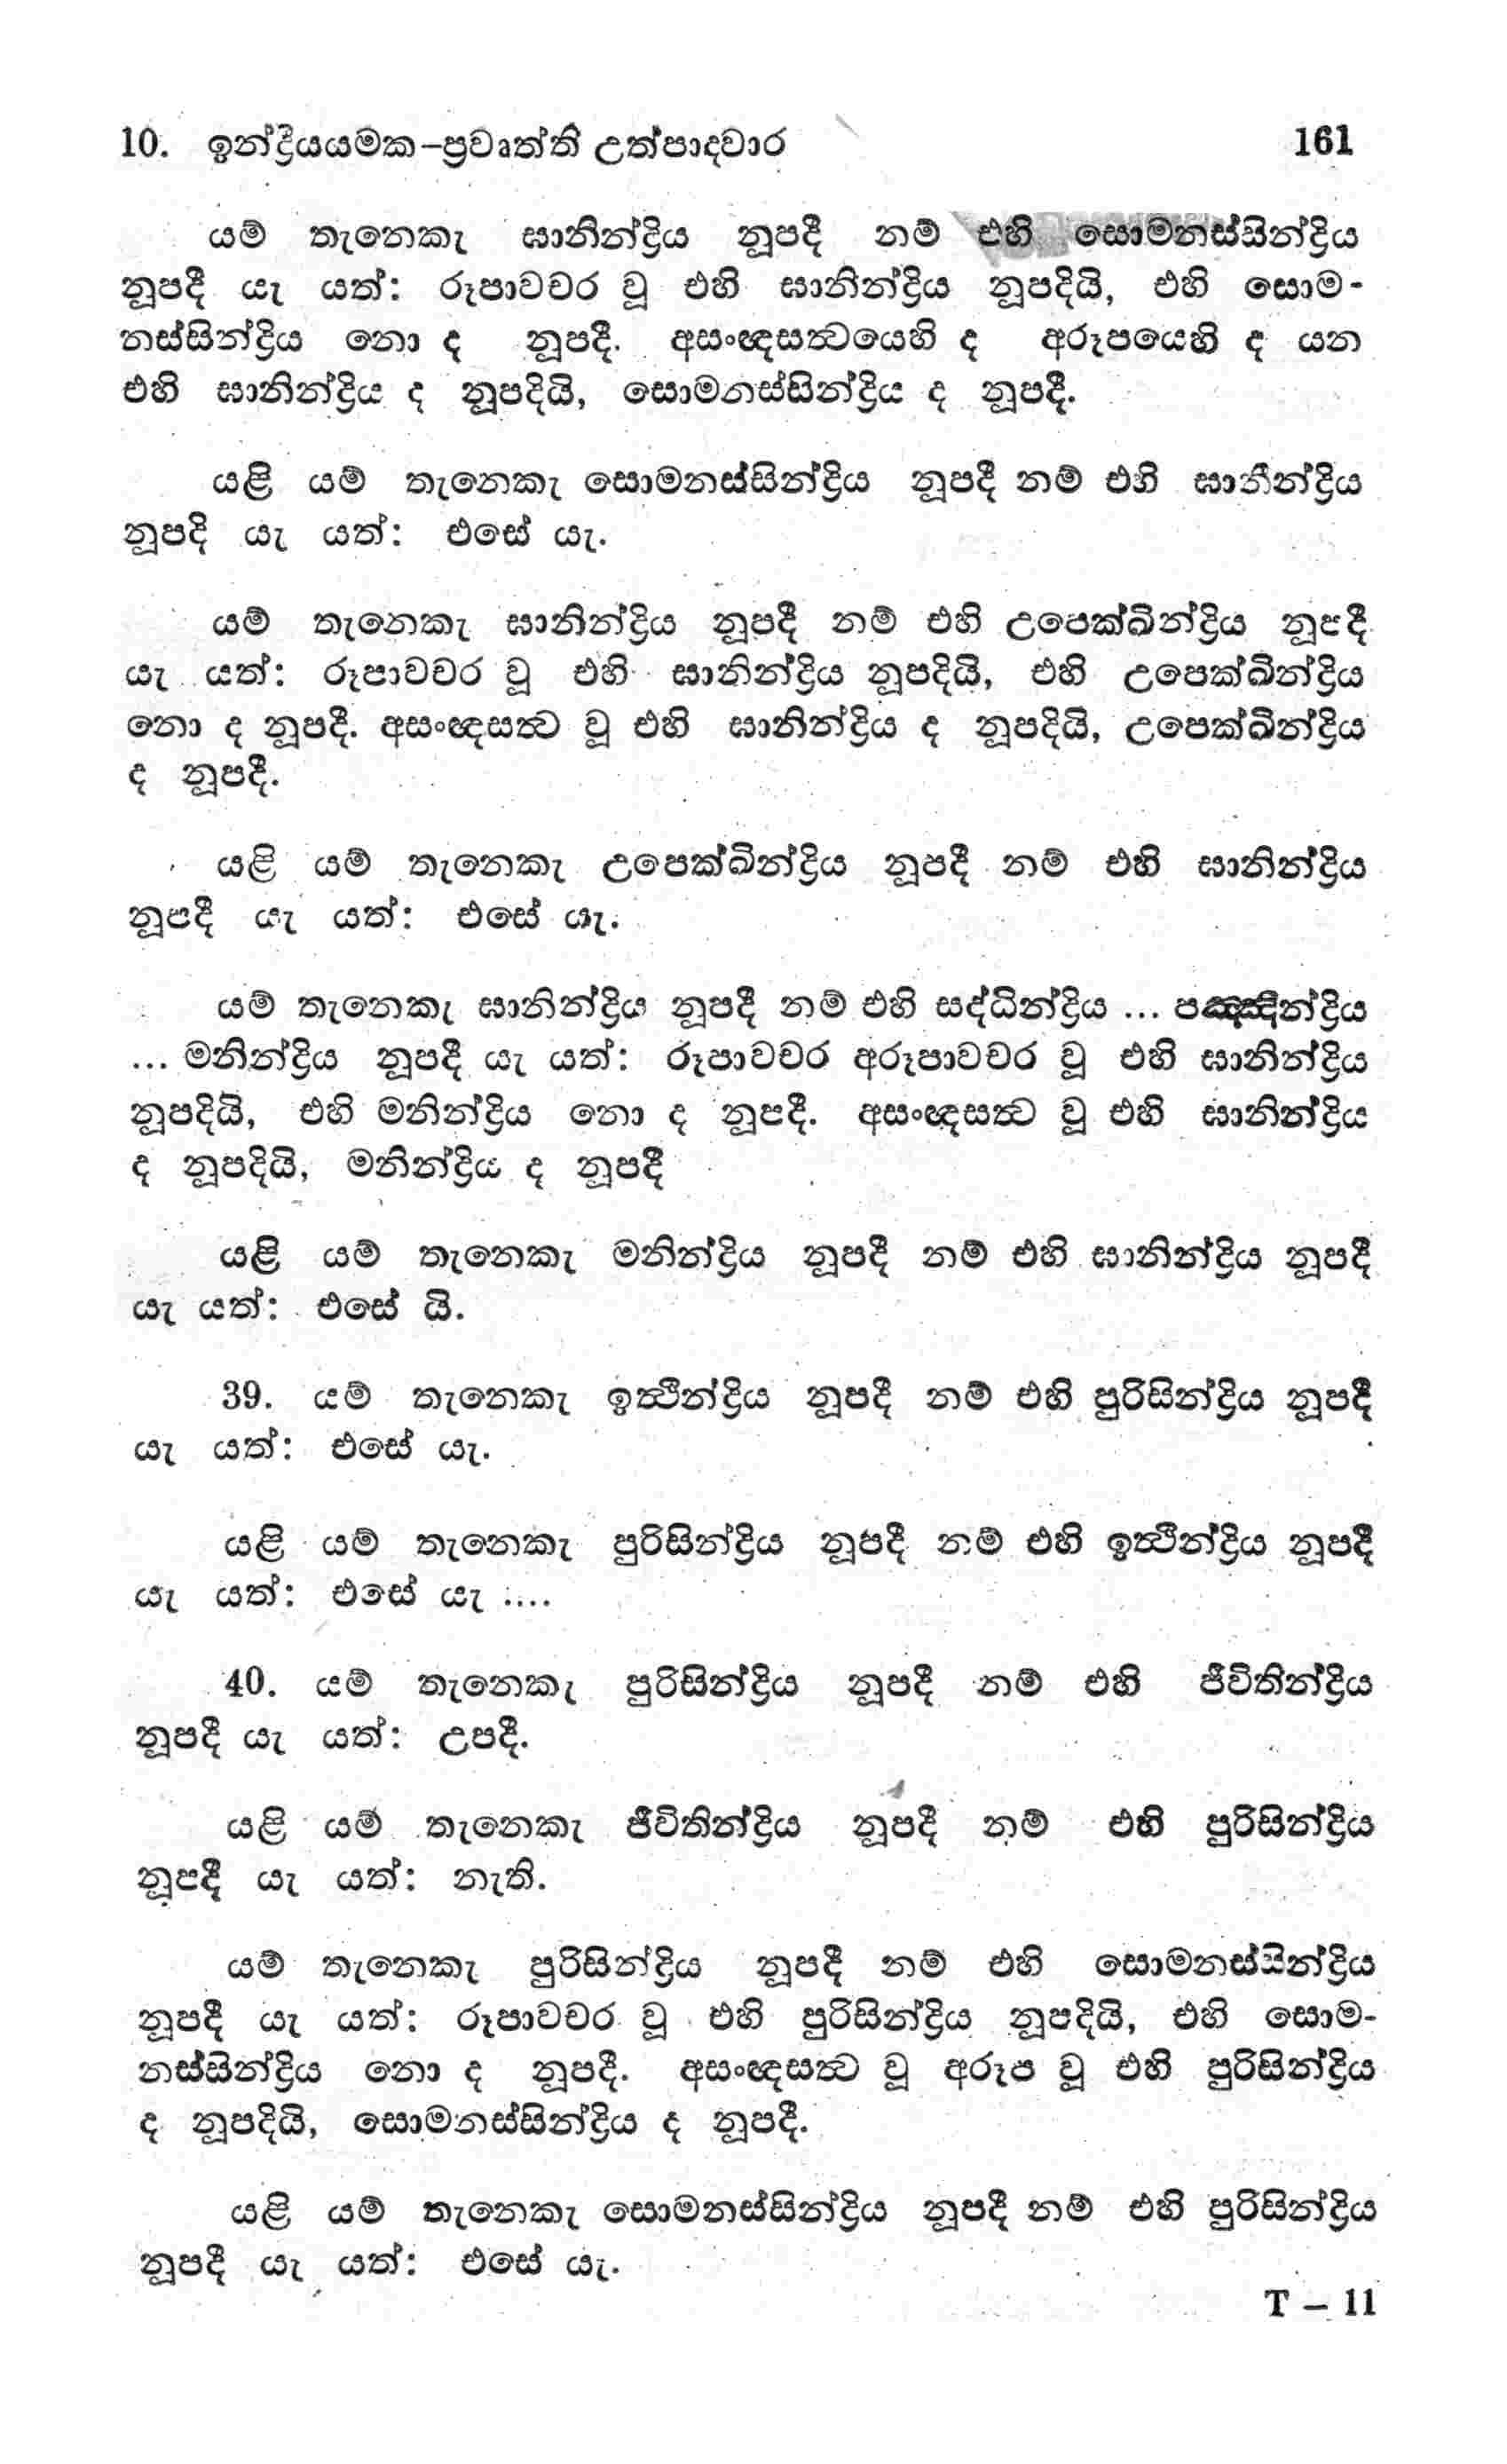 10. ඉන්ද්‍රියයමක–ප්‍රවෘත්ති උත්පාදවාර 161
යම් තැනෙකැ ඝානින්ද්‍රිය නූපදී නම් එහි සොමනස්සින්ද්‍රිය
නූපදී යැ යත්: රූපාවචර වූ එහි ඝානින්ද්‍රිය නූපදියි, එහි සොම-
නස්සින්ද්‍රිය නො ද නූපදී. අසංඥසත්‍වයෙහි ද අරූපයෙහි ද යන
එහි ඝානින්ද්‍රිය ද නූපදියි, සොමනස්සින්ද්‍රිය ද නූපදී.
යළි යම් තැනෙකැ සොමනස්සින්ද්‍රිය නූපදී නම් එහි ඝානීන්ද්‍රිය
නූපදි යැ යත්: එසේ යැ.
යම් තැනෙකැ ඝානින්ද්‍රිය නූපදී නම් එහි උපෙක්ඛින්ද්‍රිය නූපදී
යැ යත්: රූපාවචර වූ එහි ඝානින්ද්‍රිය නූපදියි, එහි උපෙක්ඛින්ද්‍රිය
නො ද නූපදී. අසංඥසත්‍ව වූ එහි ඝානින්ද්‍රිය ද නූපදියි, උපෙක්ඛින්ද්‍රිය
ද නූපදී.
යළි යම් තැනෙකැ උපෙක්ඛින්ද්‍රිය නූපදී නම් එහි ඝානින්ද්‍රිය
නූපදී යැ යත්: එසේ යැ.
යම් තැනෙකැ ඝානින්ද්‍රිය නූපදී නම් එහි සද්ධින්ද්‍රිය ...
... මනින්ද්‍රිය නූපදී යැ යත්: රූපාවචර අරූපාවචර වූ එහි ඝානින්ද්‍රිය
නූපදියි, එහි මනින්ද්‍රිය නො ද නූපදී. අසංඥසත්‍ව වූ එහි ඝානින්ද්‍රිය
ද නූපදියි, මනින්ද්‍රිය ද නූපදී
යළි යම් තැනෙකැ මනින්ද්‍රිය නූපදී නම් එහි ඝානින්ද්‍රිය නූපදී
යැ යත්: එසේ යි.
39. යම් තැනෙකැ ඉත්‍ථින්ද්‍රිය නූපදී නම් එහි පුරිසින්ද්‍රිය නූපදී
යැ යත්: එසේ යැ.
යළි යම් තැනෙකැ පුරිසින්ද්‍රිය නූපදී නම් එහි ඉත්‍ථින්ද්‍රිය නූපදී
යැ යත්: එසේ යැ ....
40. යම් තැනෙකැ පුරිසින්ද්‍රිය නූපදී නම් එහි ජීවිතින්ද්‍රිය
නූපදී යැ යත්: උපදී.
යළි යම් තැනෙකැ ජීවිතින්ද්‍රිය නූපදී නම් එහි පුරිසින්ද්‍රිය
නූපදී යැ යත්: නැති.
යම් තැනෙකැ පුරිසින්ද්‍රිය නූපදී නම් එහි සොමනස්සින්ද්‍රිය
නූපදී යැ යත්: රූපාවචර වූ එහි පුරිසින්ද්‍රිය නූපදියි, එහි සොම-
නස්සින්ද්‍රිය නො ද නූපදී. අසංඥසත්‍ව වූ අරූප වූ එහි පුරිසින්ද්‍රිය
ද නූපදියි, සොමනස්සින්ද්‍රිය ද නූපදී.
යළි යම් තැනෙකැ සොමනස්සින්ද්‍රිය නූපදී නම් එහි පුරිසින්ද්‍රිය
නූපදී යැ යත්: එසේ යැ.
T – 11